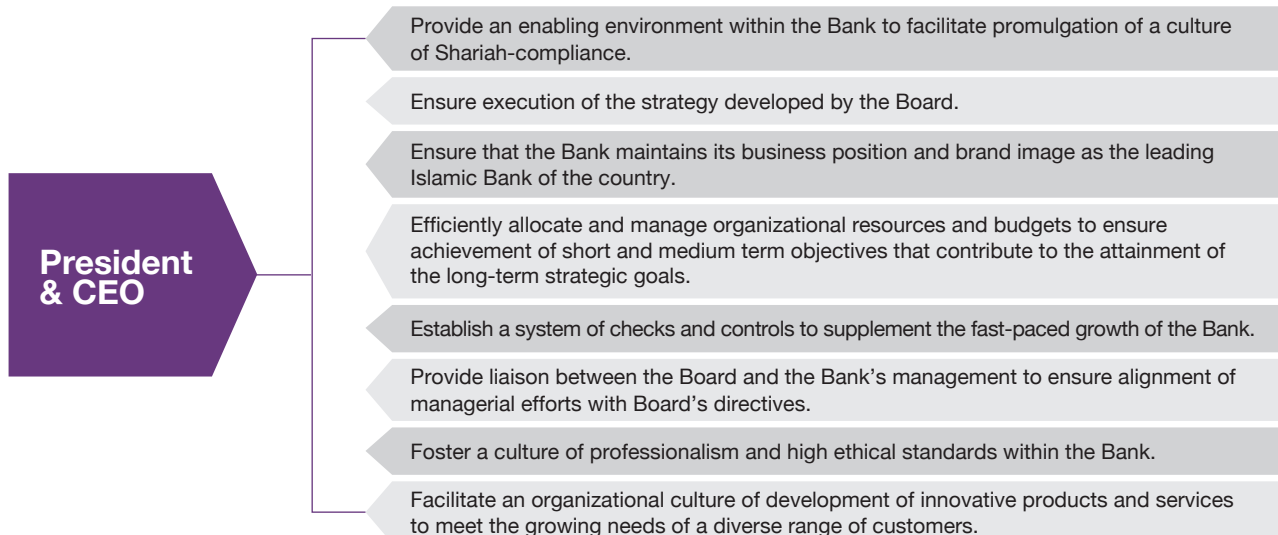 President
& CEO
Provide an enabling environment within the Bank to facilitate promulgation of a culture
of Shariah-compliance.
Ensure execution of the strategy developed by the Board.
Ensure that the Bank maintains its business position and brand image as the leading
Islamic Bank of the country.
Efficiently allocate and manage organizational resources and budgets to ensure
achievement of short and medium term objectives that contribute to the attainment of
the long-term strategic goals.
Establish a system of checks and controls to supplement the fast-paced growth of the Bank.
Provide liaison between the Board and the Bank’s management to ensure alignment of
managerial efforts with Board’s directives.
Foster a culture of professionalism and high ethical standards within the Bank.
Facilitate an organizational culture of development of innovative products and services
to meet the growing needs of a diverse range of customers.